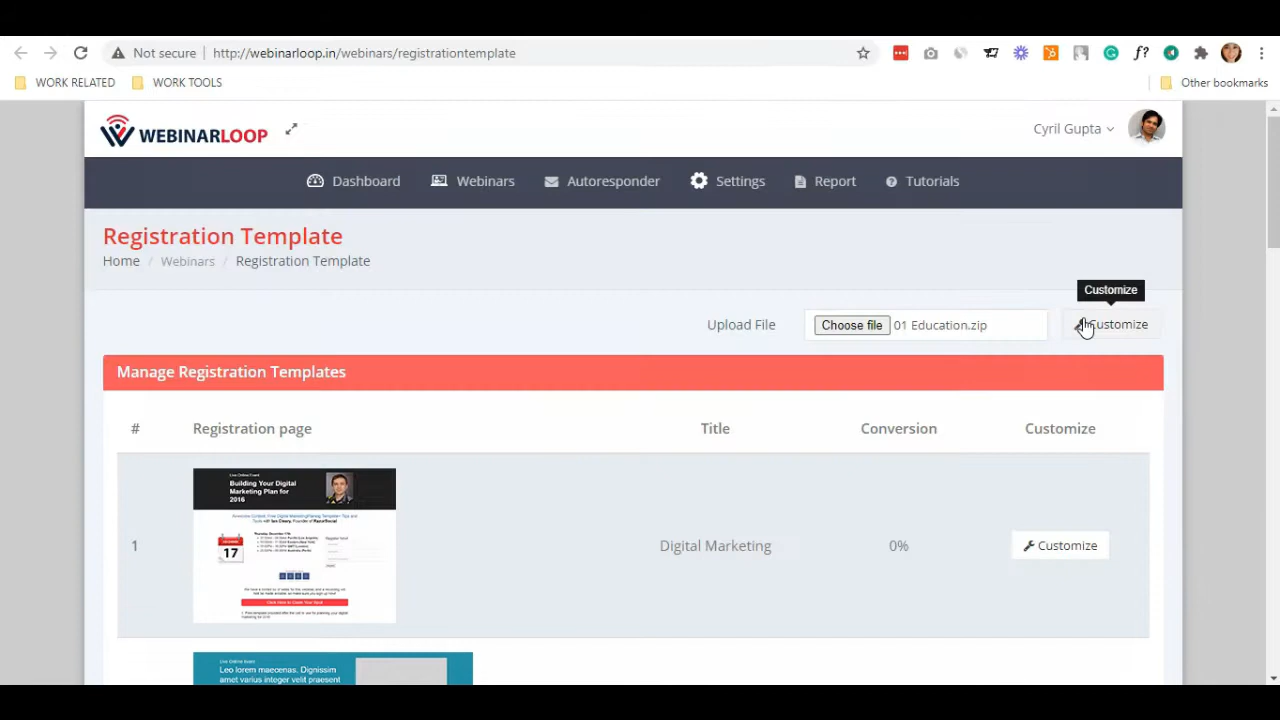 Not secure
http://webinarloop.in/webinars/registrationtemplate
WORK RELATED
WORK TOOLS
Other bookmarks
WEBINARLOOP
Cyril Gupta
Dashboard
Webinars
Autoresponder
Settings
Report
Tutorials
Registration Template
Home / Webinars / Registration Template
Customize
Upload File
Choose file 01 Education.zip
Customize
Manage Registration Templates
# Registration page Title Conversion Customize
Live Online Event
Building Your Digital
Marketing Plan for
2016
17
1 Digital Marketing 0% Customize
Live Online Event
Leo lorem maecenas. Dignissim
amet varius integer velit praesent